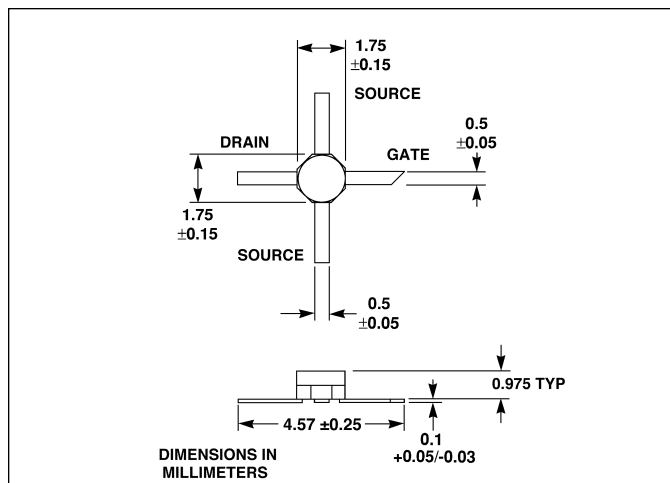 1.75
±0.15
SOURCE
DRAIN
GATE
0.5
±0.05
1.75
±0.15
SOURCE
0.5
±0.05
0.975 TYP
4.57 ±0.25
0.1
+0.05/-0.03
DIMENSIONS IN
MILLIMETERS